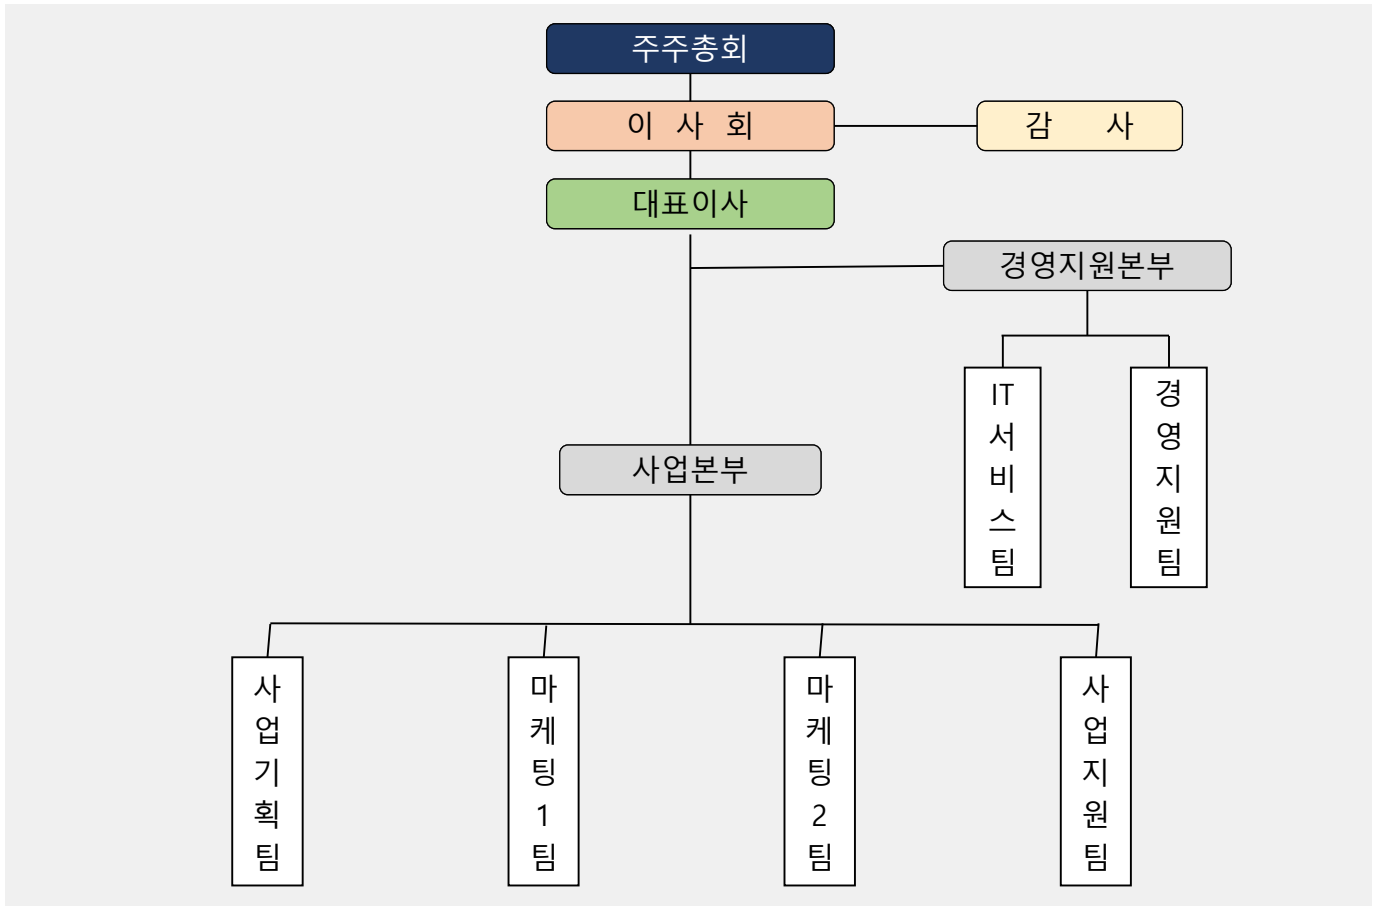 주주총회
이 사 회
감 사
대표이사
경영지원본부
IT서비스팀
경영지원팀
사업본부
사업기획팀
마케팅1팀
마케팅2팀
사업지원팀